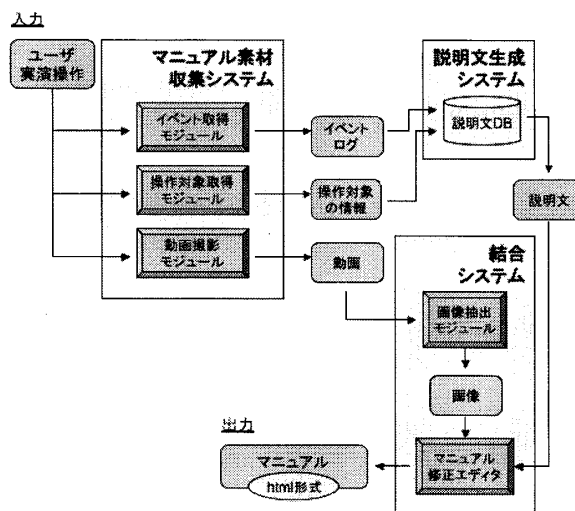 入力
ユーザ
実演操作
マニュアル素材
収集システム
イベント取得
モジュール
操作対象取得
モジュール
動画撮影
モジュール
イベント
ログ
操作対象
の情報
動画
説明文生成
システム
説明文DB
説明文
結合
システム
画像抽出
モジュール
画像
マニュアル
修正エディタ
出力
マニュアル
html形式